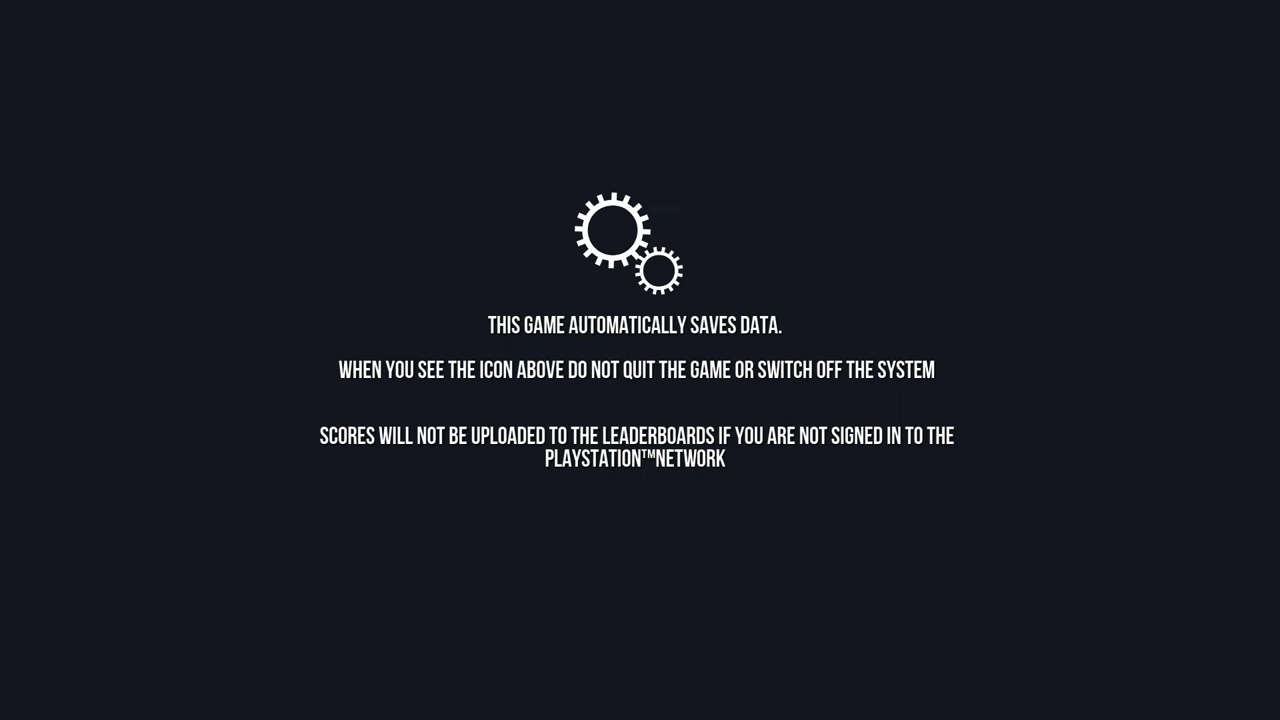 THIS GAME AUTOMATICALLY SAVES DATA.
WHEN YOU SEE THE ICON ABOVE DO NOT QUIT THE GAME OR SWITCH OFF THE SYSTEM
SCORES WILL NOT BE UPLOADED TO THE LEADERBOARDS IF YOU ARE NOT SIGNED IN TO THE
PLAYSTATION™NETWORK